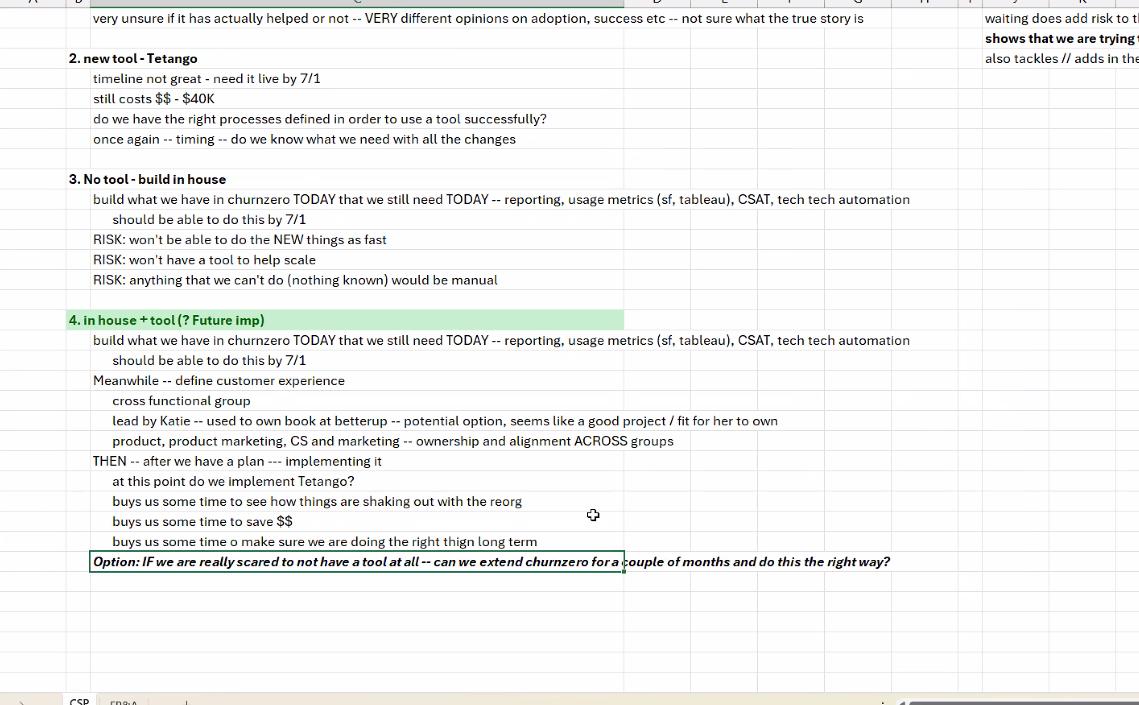 very unsure if it has actually helped or not -- VERY different opinions on adoption, success etc -- not sure what the true story is
waiting does add risk to
shows that we are trying
also tackles // adds in the
2. new tool - Tetango
timeline not great - need it live by 7/1
still costs $$ - $40K
do we have the right processes defined in order to use a tool successfully?
once again -- timing -- do we know what we need with all the changes
3. No tool - build in house
build what we have in churnzero TODAY that we still need TODAY -- reporting, usage metrics (sf, tableau), CSAT, tech tech automation
should be able to do this by 7/1
RISK: won't be able to do the NEW things as fast
RISK: won't have a tool to help scale
RISK: anything that we can't do (nothing known) would be manual
4. in house + tool (? Future imp)
build what we have in churnzero TODAY that we still need TODAY -- reporting, usage metrics (sf, tableau), CSAT, tech tech automation
should be able to do this by 7/1
Meanwhile -- define customer experience
cross functional group
lead by Katie -- used to own book at betterup -- potential option, seems like a good project / fit for her to own
product, product marketing, CS and marketing -- ownership and alignment ACROSS groups
THEN -- after we have a plan --- implementing it
at this point do we implement Tetango?
buys us some time to see how things are shaking out with the reorg
buys us some time to save $$
buys us some time o make sure we are doing the right thign long term
Option: IF we are really scared to not have a tool at all -- can we extend churnzero for a couple of months and do this the right way?
CSP